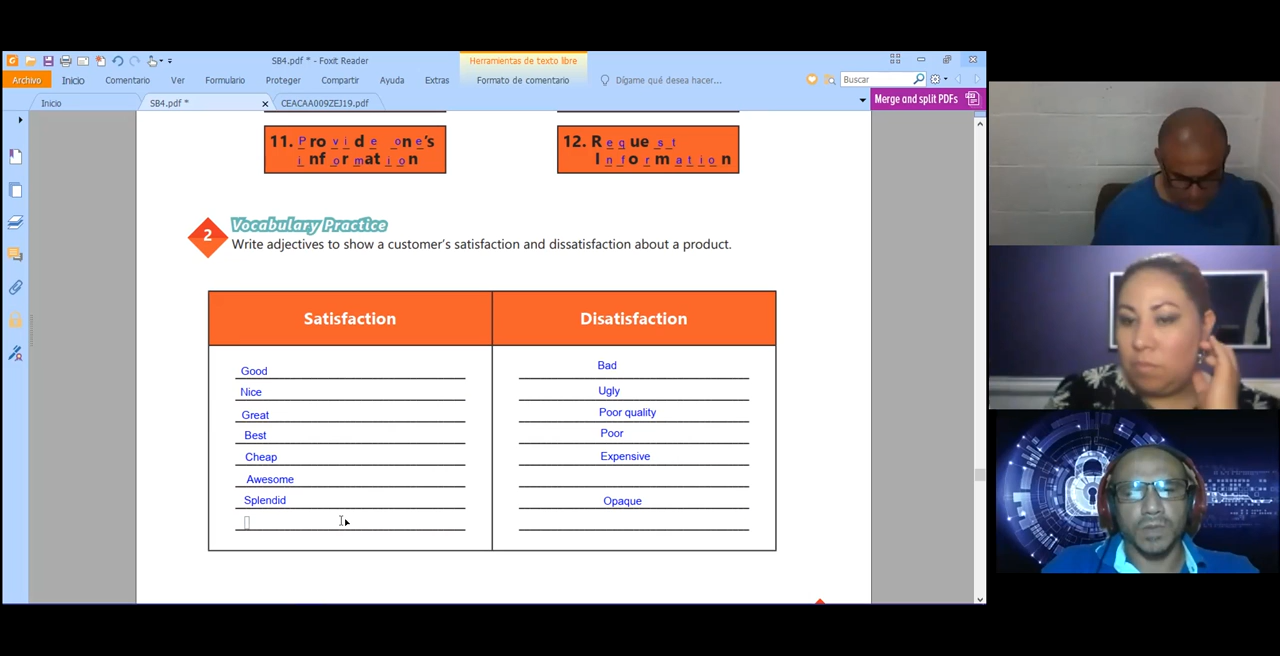 SB4.pdf * - Foxit Reader
Herramientas de texto libre
Archivo Inicio Comentario Ver Formulario Proteger Compartir Ayuda Extras Formato de comentario Dígame qué desea hacer... Buscar
Inicio SB4.pdf * CEACAA009ZEJ19.pdf Merge and split PDFs
11. Provide one's
information
12. Request
Information
2
Vocabulary Practice
Write adjectives to show a customer's satisfaction and dissatisfaction about a product.
Satisfaction Disatisfaction
Good Bad
Nice Ugly
Great Poor quality
Best Poor
Cheap Expensive
Awesome
Splendid Opaque